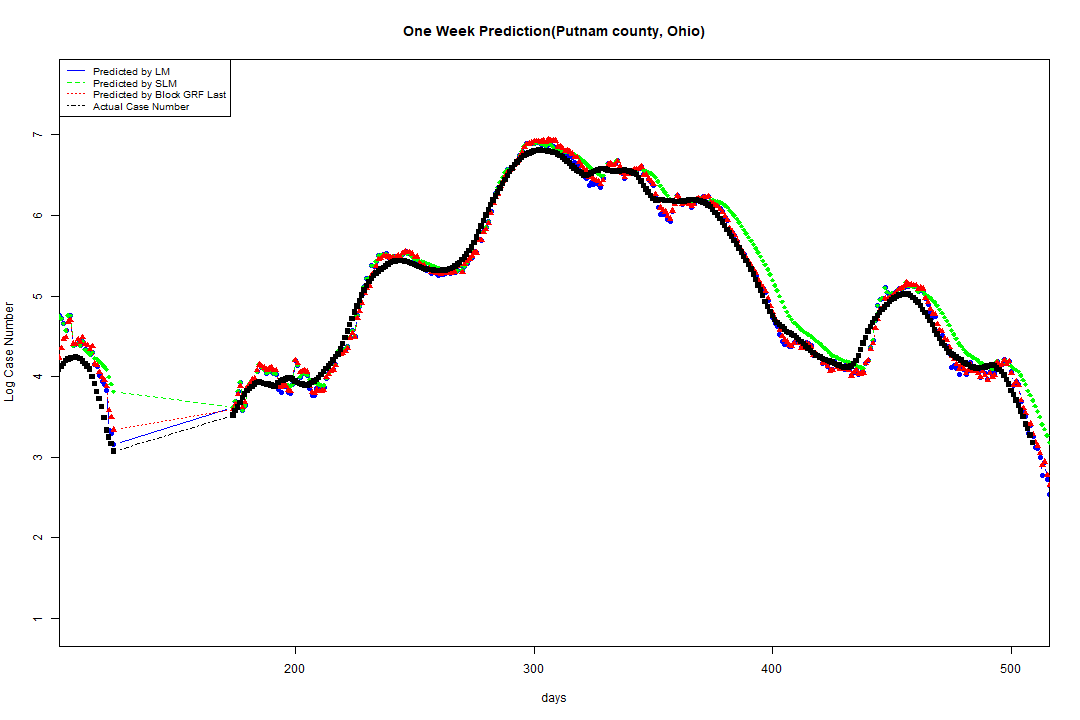 One Week Prediction(Putnam county, Ohio)
Predicted by LM
Predicted by SLM
Predicted by Block GRF Last
Actual Case Number
7
6
5
4
3
2
1
Log Case Number
200
300
400
500
days